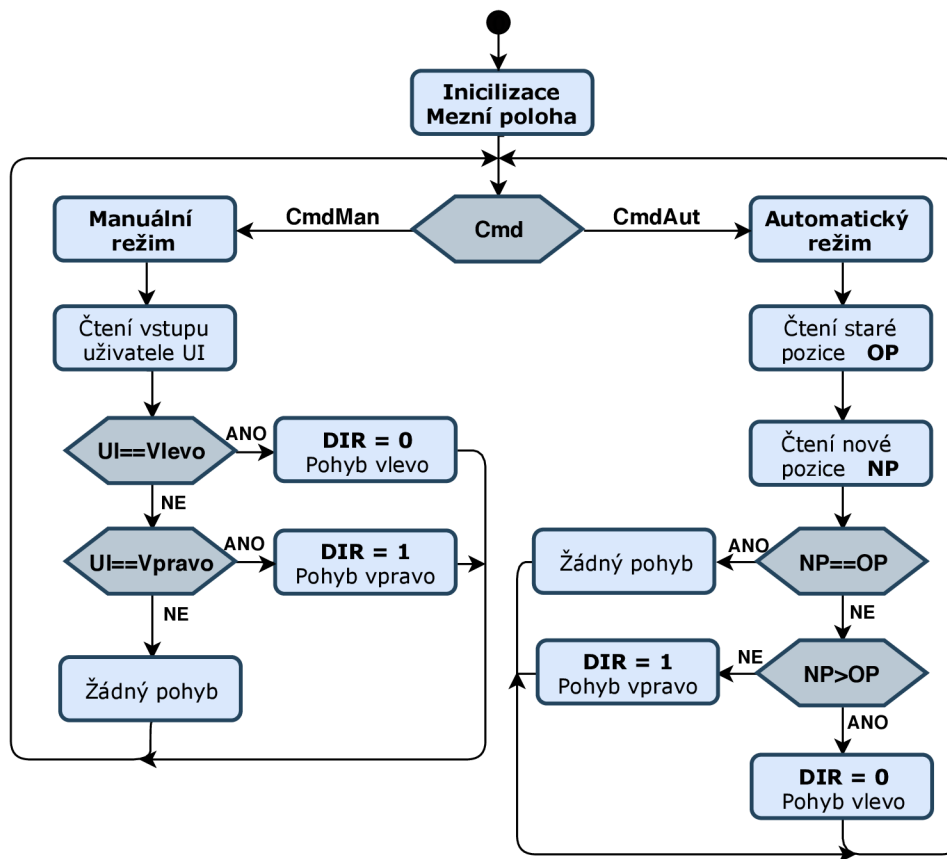 Inicilizace
Mezní poloha
Cmd
CmdMan
CmdAut
Manuální
režim
Čtení vstupu
uživatele UI
UI==Vlevo
ANO
DIR = 0
Pohyb vlevo
NE
UI==Vpravo
ANO
DIR = 1
Pohyb vpravo
NE
Žádný pohyb
Automatický
režim
Čtení staré
pozice OP
Čtení nové
pozice NP
NP==OP
ANO
Žádný pohyb
NE
NP>OP
NE
DIR = 1
Pohyb vpravo
ANO
DIR = 0
Pohyb vlevo